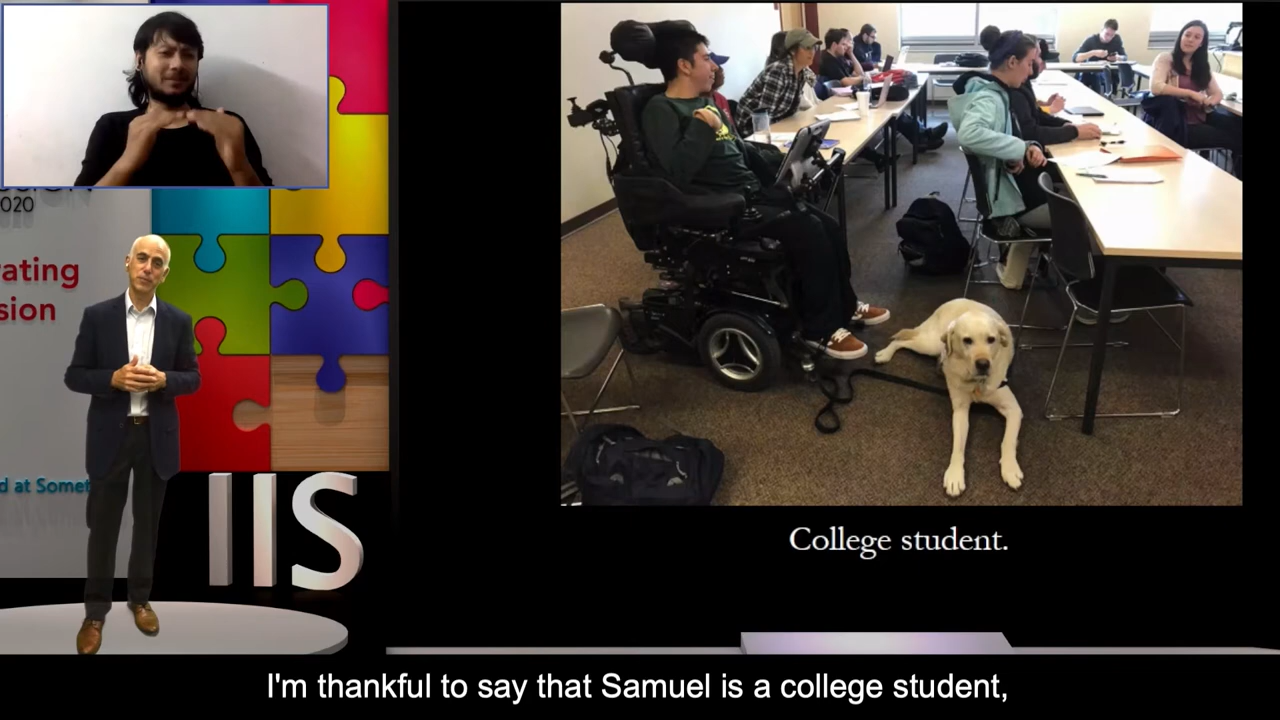 2020
rating
sion
d at Somet
IIS
College student.
I'm thankful to say that Samuel is a college student,